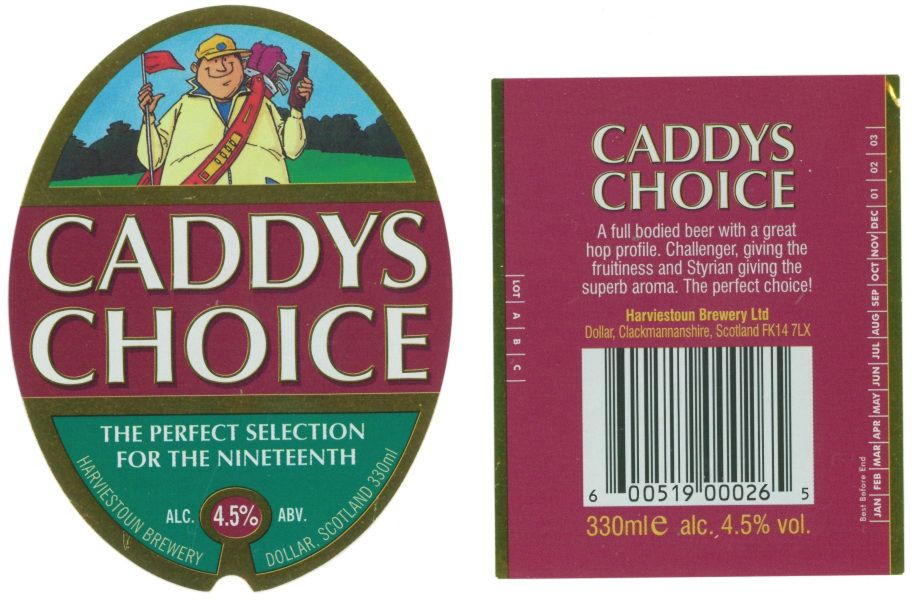 CADDYS
CHOICE
THE PERFECT SELECTION
FOR THE NINETEENTH
ALC. 4.5% ABV.
HARVIESTOUN BREWERY
DOLLAR, SCOTLAND 330ml
CADDYS
CHOICE
A full bodied beer with a great
hop profile. Challenger, giving the
fruitiness and Styrian giving the
superb aroma. The perfect choice!
Harviestoun Brewery Ltd
Dollar, Clackmannanshire, Scotland FK14 7LX
6 00519 00026 5
330ml e alc. 4.5% vol.
LOT A B C
Best Before End
JAN FEB MAR APR MAY JUN JUL AUG SEP OCT NOV DEC 01 02 03